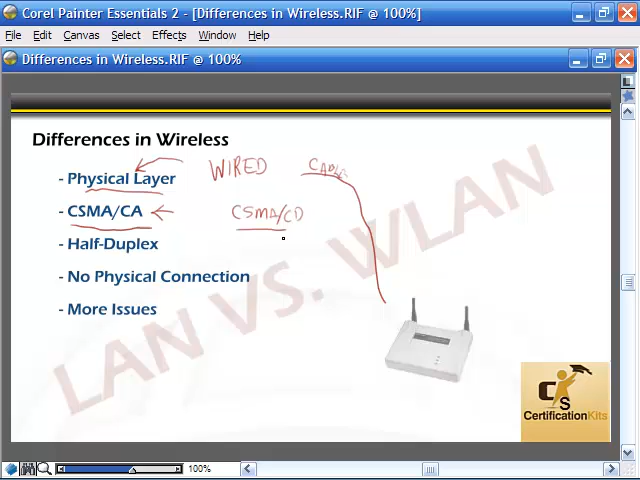 Corel Painter Essentials 2 - [Differences in Wireless.RIF @ 100%]
File Edit Canvas Select Effects Window Help
Differences in Wireless.RIF @ 100%
Differences in Wireless
- Physical Layer WIRED CABLE
- CSMA/CA CSMA/CD
- Half-Duplex
- No Physical Connection
- More Issues
LAN VS. WLAN
CS
CertificationKits
100%